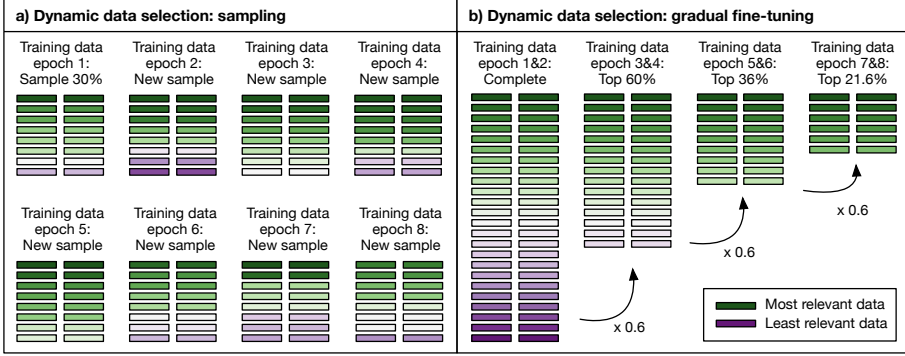 a) Dynamic data selection: sampling
Training data
epoch 1:
Sample 30%
Training data
epoch 2:
New sample
Training data
epoch 3:
New sample
Training data
epoch 4:
New sample
Training data
epoch 5:
New sample
Training data
epoch 6:
New sample
Training data
epoch 7:
New sample
Training data
epoch 8:
New sample
b) Dynamic data selection: gradual fine-tuning
Training data
epoch 1&2:
Complete
Training data
epoch 3&4:
Top 60%
Training data
epoch 5&6:
Top 36%
Training data
epoch 7&8:
Top 21.6%
x 0.6
x 0.6
x 0.6
Most relevant data
Least relevant data